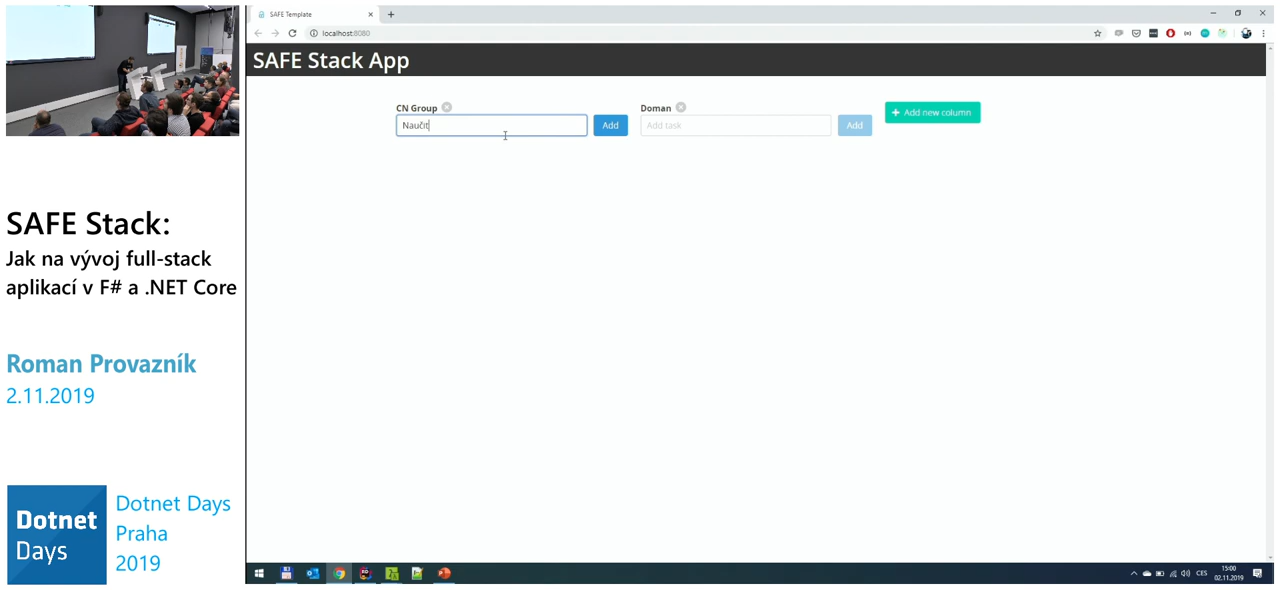 SAFE Stack:
Jak na vývoj full-stack
aplikací v F# a .NET Core
Roman Provazník
2.11.2019
Dotnet
Days
Dotnet Days
Praha
2019
SAFE Template
localhost:8080
SAFE Stack App
CN Group
Naučit
Add
Doman
Add task
Add
+ Add new column
CES
15:00
02.11.2019